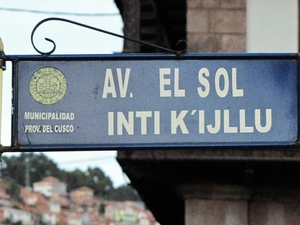 AV. EL SOL
INTI K´IJLLU
MUNICIPALIDAD
PROV. DEL CUSCO